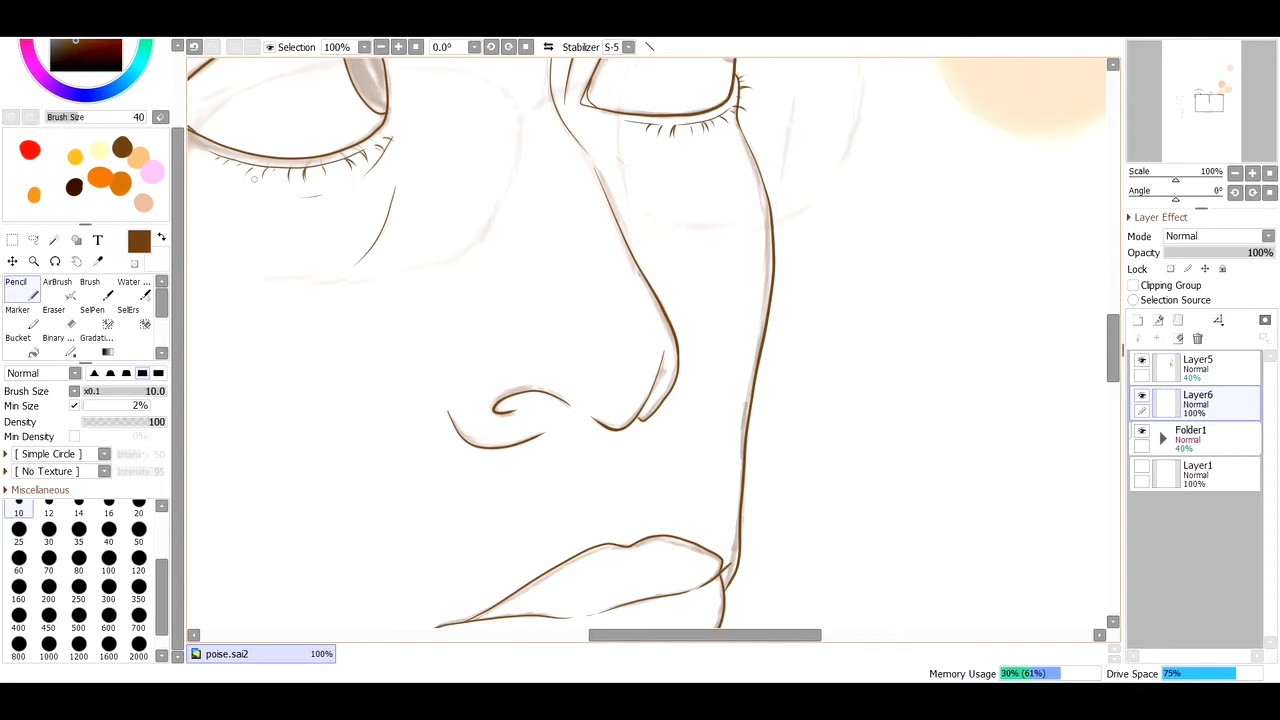 Selection 100% 0.0° Stabilizer S-5
Brush Size 40
T
Pencil AirBrush Brush Water ...
Marker Eraser SelPen SelErs
Bucket Binary ... Gradati...
Normal
Brush Size x0.1 10.0
Min Size 2%
Density 100
Min Density 0%
[ Simple Circle ] Intensity 50
[ No Texture ] Intensity 95
Miscellaneous
10 12 14 16 20
25 30 35 40 50
60 70 80 100 120
160 200 250 300 350
400 450 500 600 700
800 1000 1200 1600 2000
poise.sai2 100%
Scale 100%
Angle 0°
Layer Effect
Mode Normal
Opacity 100%
Lock
Clipping Group
Selection Source
Layer5
Normal
40%
Layer6
Normal
100%
Folder1
Normal
40%
Layer1
Normal
100%
Memory Usage 30% (61%) Drive Space 75%